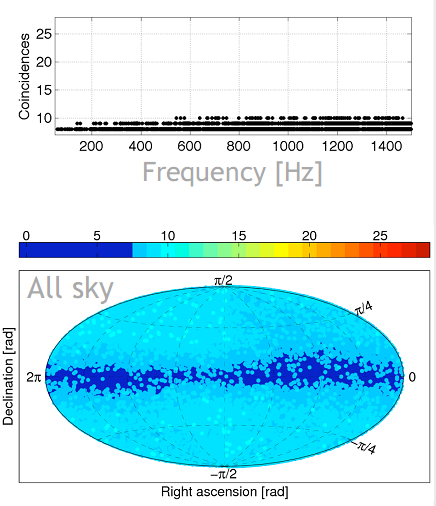 Coincidences
25
20
15
10
200 400 600 800 1000 1200 1400
Frequency [Hz]
0 5 10 15 20 25
All sky
π/2
π/4
Declination [rad]
2π
0
−π/4
−π/2
Right ascension [rad]